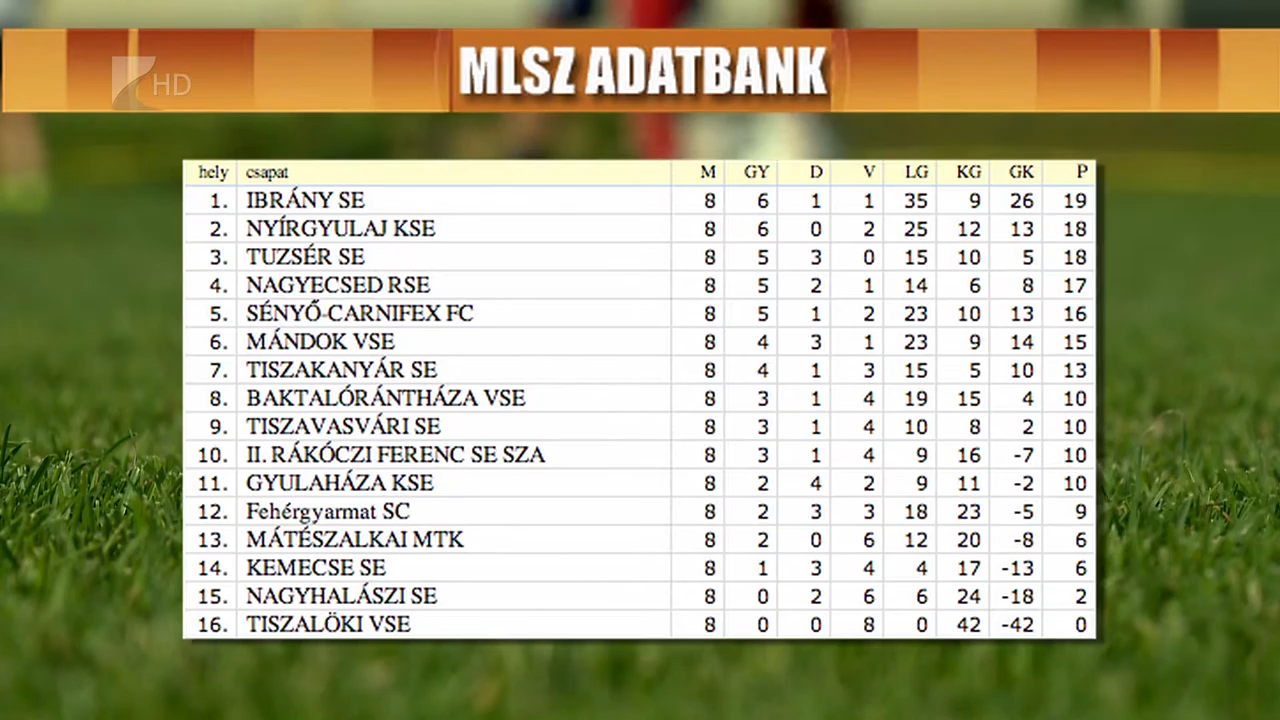 MLSZ ADATBANK
HD
hely csapat M GY D V LG KG GK P
1. IBRÁNY SE 8 6 1 1 35 9 26 19
2. NYÍRGYULAJ KSE 8 6 0 2 25 12 13 18
3. TUZSÉR SE 8 5 3 0 15 10 5 18
4. NAGYECSED RSE 8 5 2 1 14 6 8 17
5. SÉNYŐ-CARNIFEX FC 8 5 1 2 23 10 13 16
6. MÁNDOK VSE 8 4 3 1 23 9 14 15
7. TISZAKANYÁR SE 8 4 1 3 15 5 10 13
8. BAKTALÓRÁNTHÁZA VSE 8 3 1 4 19 15 4 10
9. TISZAVASVÁRI SE 8 3 1 4 10 8 2 10
10. II. RÁKÓCZI FERENC SE SZA 8 3 1 4 9 16 -7 10
11. GYULAHÁZA KSE 8 2 4 2 9 11 -2 10
12. Fehérgyarmat SC 8 2 3 3 18 23 -5 9
13. MÁTÉSZALKAI MTK 8 2 0 6 12 20 -8 6
14. KEMECSE SE 8 1 3 4 4 17 -13 6
15. NAGYHALÁSZI SE 8 0 2 6 6 24 -18 2
16. TISZALÖKI VSE 8 0 0 8 0 42 -42 0